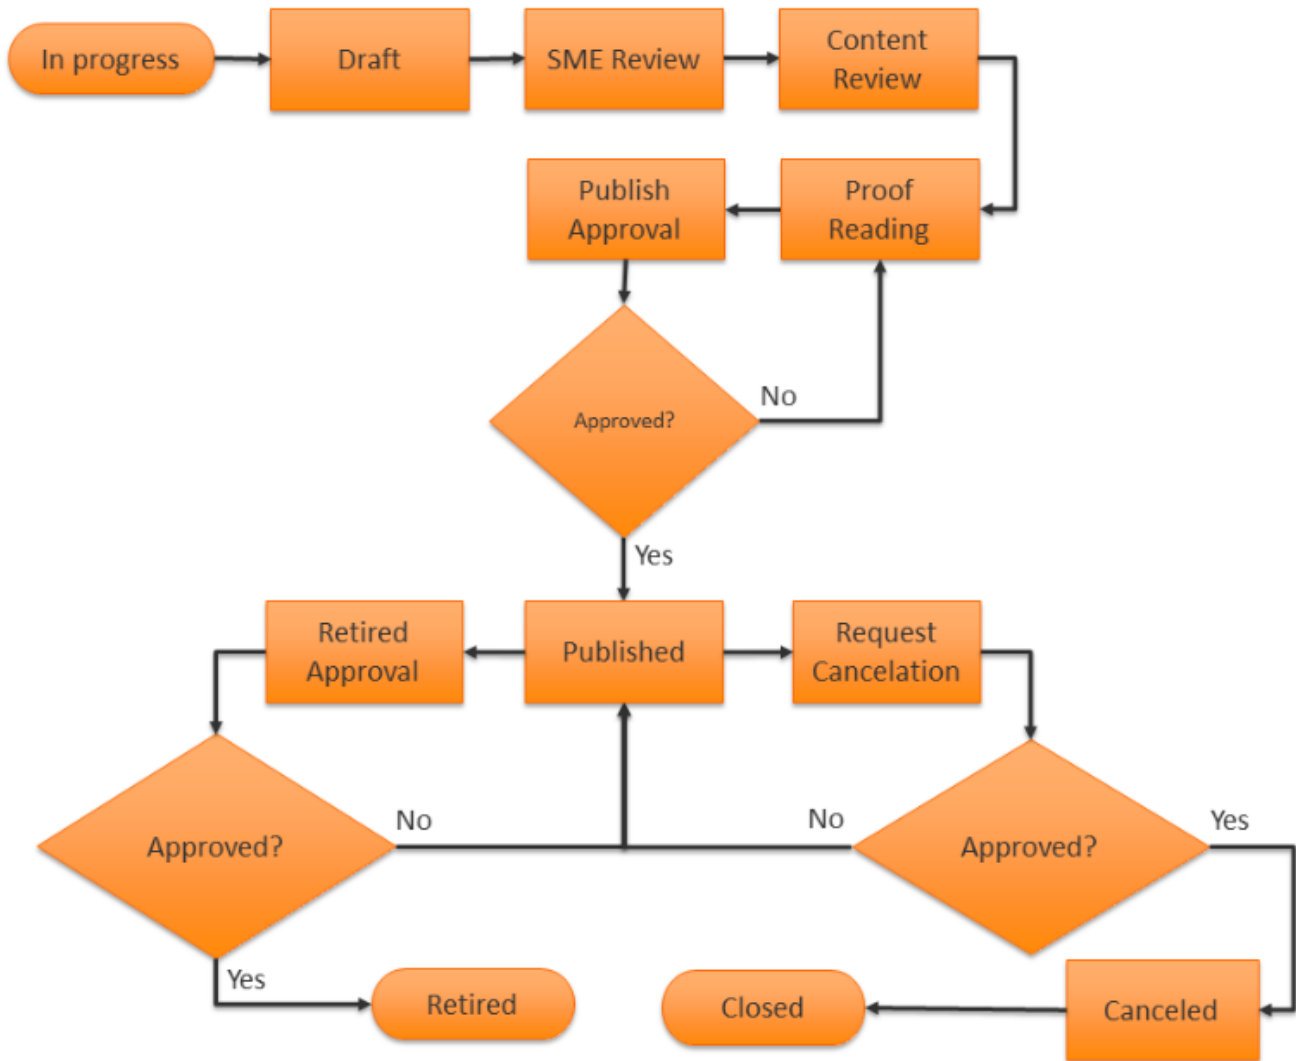 In progress
Draft
SME Review
Content
Review
Publish
Approval
Proof
Reading
Approved?
No
Yes
Retired
Approval
Published
Request
Cancelation
Approved?
No
No
Approved?
Yes
Yes
Retired
Closed
Canceled